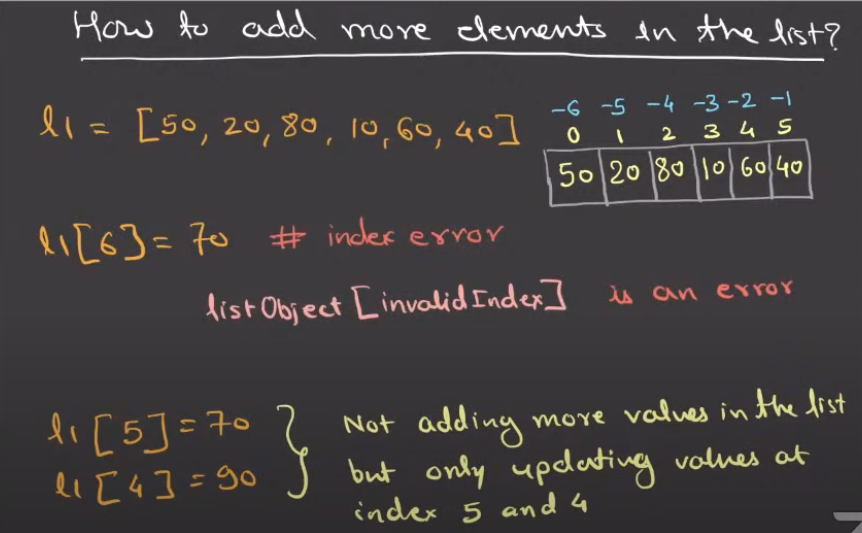 How to add more elements in the list?
l1 = [50, 20, 80, 10, 60, 40]
-6 -5 -4 -3 -2 -1
0 1 2 3 4 5
50 20 80 10 60 40
l1[6] = 70 # index error
listObject[invalidIndex] is an error
l1[5] = 70
l1[4] = 90
Not adding more values in the list
but only updating values at
index 5 and 4